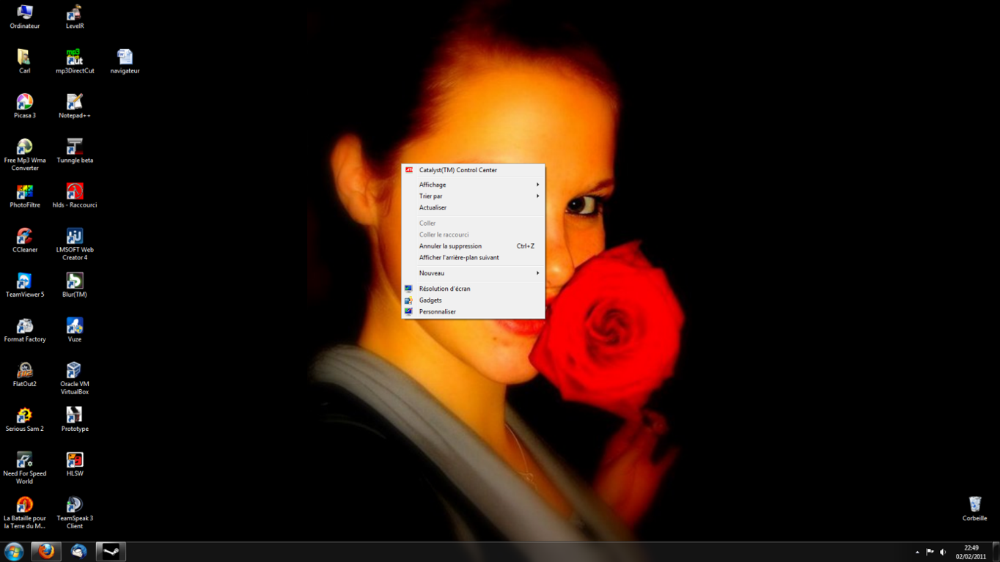 Ordinateur
LevelR
Carl
mp3DirectCut
navigateur
Picasa 3
Notepad++
Free Mp3 Wma
Converter
Tunngle beta
PhotoFiltre
hlds - Raccourci
CCleaner
LMSOFT Web
Creator 4
TeamViewer 5
Blur(TM)
Format Factory
Vuze
FlatOut2
Oracle VM
VirtualBox
Serious Sam 2
Prototype
Need For Speed
World
HLSW
La Bataille pour
la Terre du M...
TeamSpeak 3
Client
Catalyst(TM) Control Center
Affichage
Trier par
Actualiser
Coller
Coller le raccourci
Annuler la suppression Ctrl+Z
Afficher l'arrière-plan suivant
Nouveau
Résolution d'écran
Gadgets
Personnaliser
Corbeille
22:49
02/02/2011